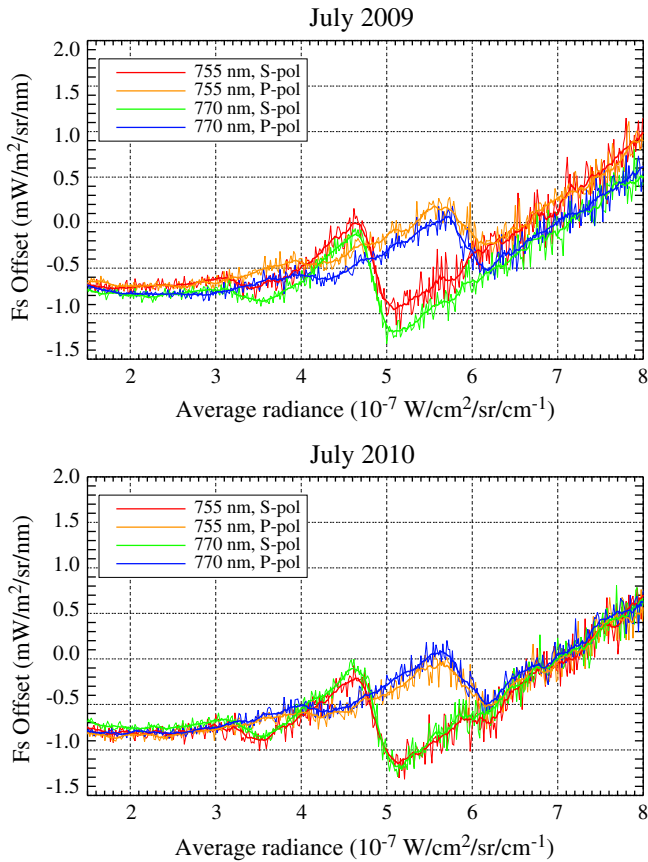 July 2009
Fs Offset (mW/m²/sr/nm)
2.0
1.5
1.0
0.5
0.0
-0.5
-1.0
-1.5
755 nm, S-pol
755 nm, P-pol
770 nm, S-pol
770 nm, P-pol
2 3 4 5 6 7 8
Average radiance (10⁻⁷ W/cm²/sr/cm⁻¹)
July 2010
Fs Offset (mW/m²/sr/nm)
2.0
1.5
1.0
0.5
0.0
-0.5
-1.0
-1.5
755 nm, S-pol
755 nm, P-pol
770 nm, S-pol
770 nm, P-pol
2 3 4 5 6 7 8
Average radiance (10⁻⁷ W/cm²/sr/cm⁻¹)